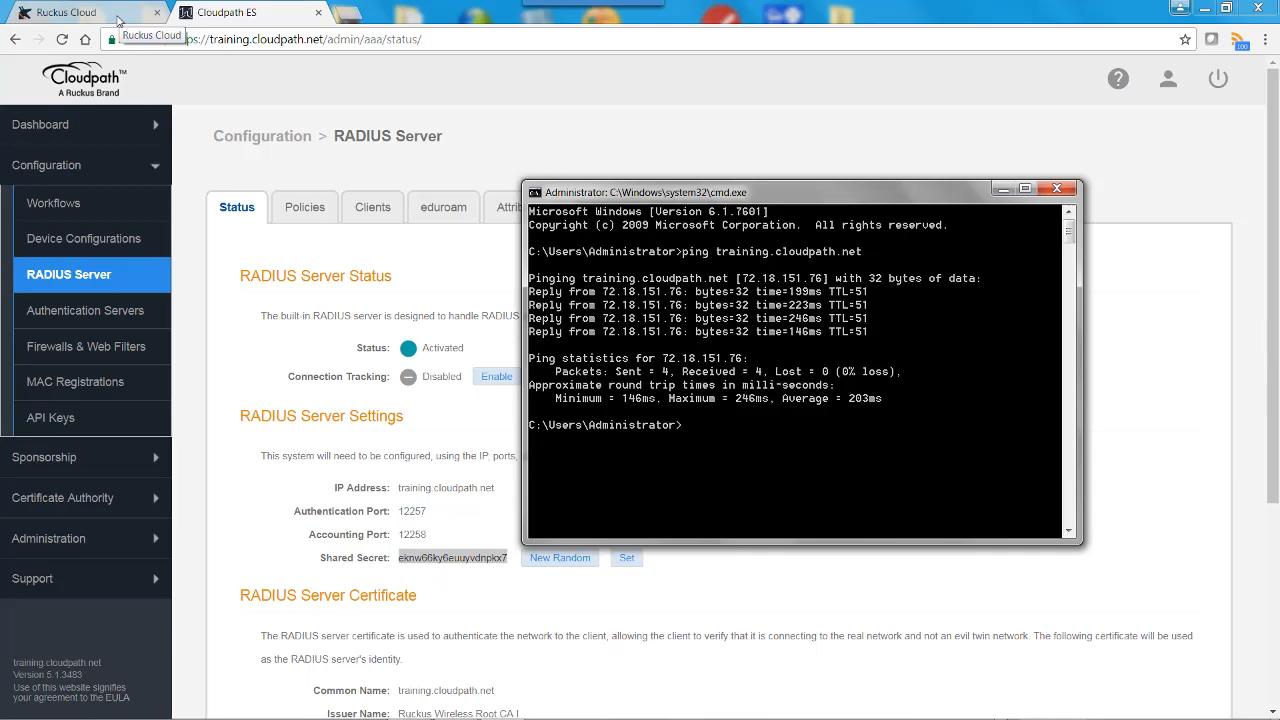 Ruckus Cloud
Cloudpath ES
Ruckus Cloud
ps://training.cloudpath.net/admin/aaa/status/
100
Cloudpath™
A Ruckus Brand
Dashboard
Configuration
Workflows
Device Configurations
RADIUS Server
Authentication Servers
Firewalls & Web Filters
MAC Registrations
API Keys
Sponsorship
Certificate Authority
Administration
Support
training.cloudpath.net
Version 5.1.3483
Use of this website signifies
your agreement to the EULA
Configuration > RADIUS Server
Status Policies Clients eduroam Attri
RADIUS Server Status
The built-in RADIUS server is designed to handle RADIUS
Status: Activated
Connection Tracking: Disabled Enable
RADIUS Server Settings
This system will need to be configured, using the IP, ports,
IP Address: training.cloudpath.net
Authentication Port: 12257
Accounting Port: 12258
Shared Secret: eknw66ky6euuyvdnpkx7 New Random Set
RADIUS Server Certificate
The RADIUS server certificate is used to authenticate the network to the client, allowing the client to verify that it is connecting to the real network and not an evil twin network. The following certificate will be used
as the RADIUS server's identity.
Common Name: training.cloudpath.net
Issuer Name: Ruckus Wireless Root CA I
Administrator: C:\Windows\system32\cmd.exe
Microsoft Windows [Version 6.1.7601]
Copyright (c) 2009 Microsoft Corporation. All rights reserved.
C:\Users\Administrator>ping training.cloudpath.net
Pinging training.cloudpath.net [72.18.151.76] with 32 bytes of data:
Reply from 72.18.151.76: bytes=32 time=199ms TTL=51
Reply from 72.18.151.76: bytes=32 time=223ms TTL=51
Reply from 72.18.151.76: bytes=32 time=246ms TTL=51
Reply from 72.18.151.76: bytes=32 time=146ms TTL=51
Ping statistics for 72.18.151.76:
Packets: Sent = 4, Received = 4, Lost = 0 (0% loss),
Approximate round trip times in milli-seconds:
Minimum = 146ms, Maximum = 246ms, Average = 203ms
C:\Users\Administrator>